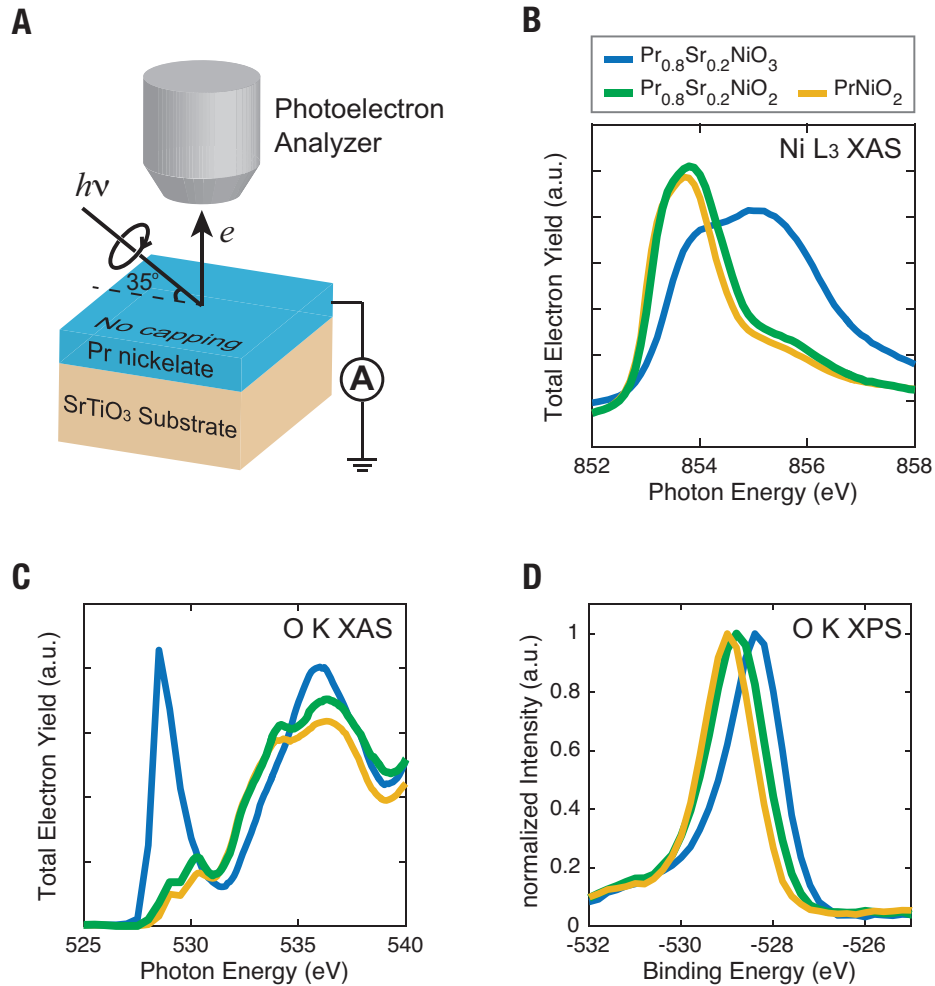 A
Photoelectron
Analyzer
hν
e
35°
No capping
Pr nickelate
SrTiO₃ Substrate
A
B
Pr₀.₈Sr₀.₂NiO₃
Pr₀.₈Sr₀.₂NiO₂
PrNiO₂
Ni L₃ XAS
Total Electron Yield (a.u.)
852 854 856 858
Photon Energy (eV)
C
O K XAS
Total Electron Yield (a.u.)
525 530 535 540
Photon Energy (eV)
D
O K XPS
normalized Intensity (a.u.)
1
0.8
0.6
0.4
0.2
0
-532 -530 -528 -526
Binding Energy (eV)